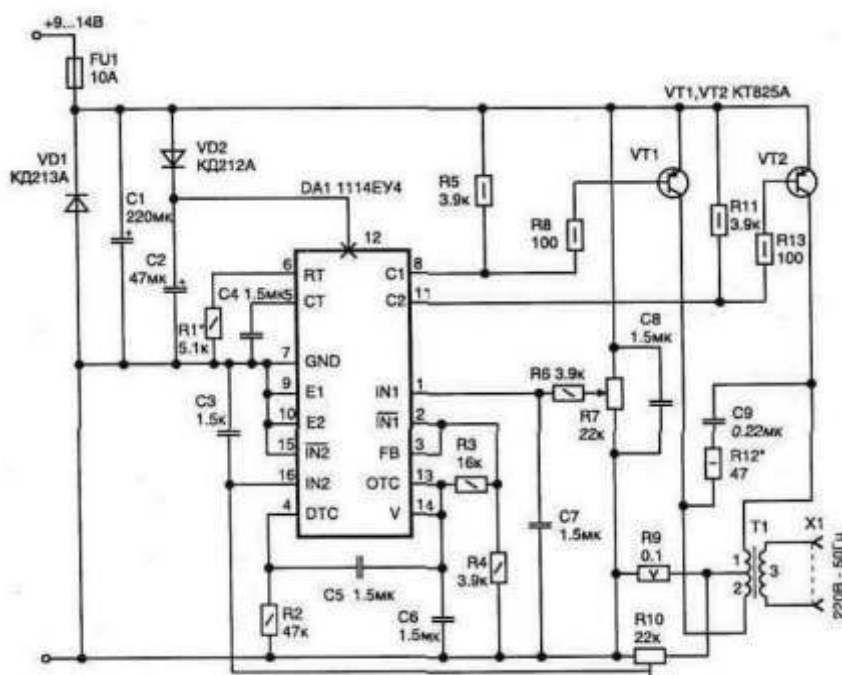 +9...14В
FU1
10А
VT1,VT2 КТ825А
VD1
КД213А
VD2
КД212А
C1
220мк
+
C2
47мк
+
DA1 1114ЕУ4
12
R5
3.9к
R8
100
VT1
VT2
R11
3.9к
R13
100
6
RT
C1
8
C4 1.5мк
5
CT
C2
11
R1*
5.1к
7
GND
C8
1.5мк
9
E1
IN1
1
R6 3.9к
R7
22к
C3
1.5к
10
E2
IN1
2
15
IN2
FB
3
R3
16к
16
IN2
OTC
13
4
DTC
V
14
C9
0.22мк
R12*
47
C7
1.5мк
R4
3.9к
R9
0.1
V
T1
1
2
3
X1
220В - 50Гц
C5 1.5мк
R2
47к
C6
1.5мк
R10
22к